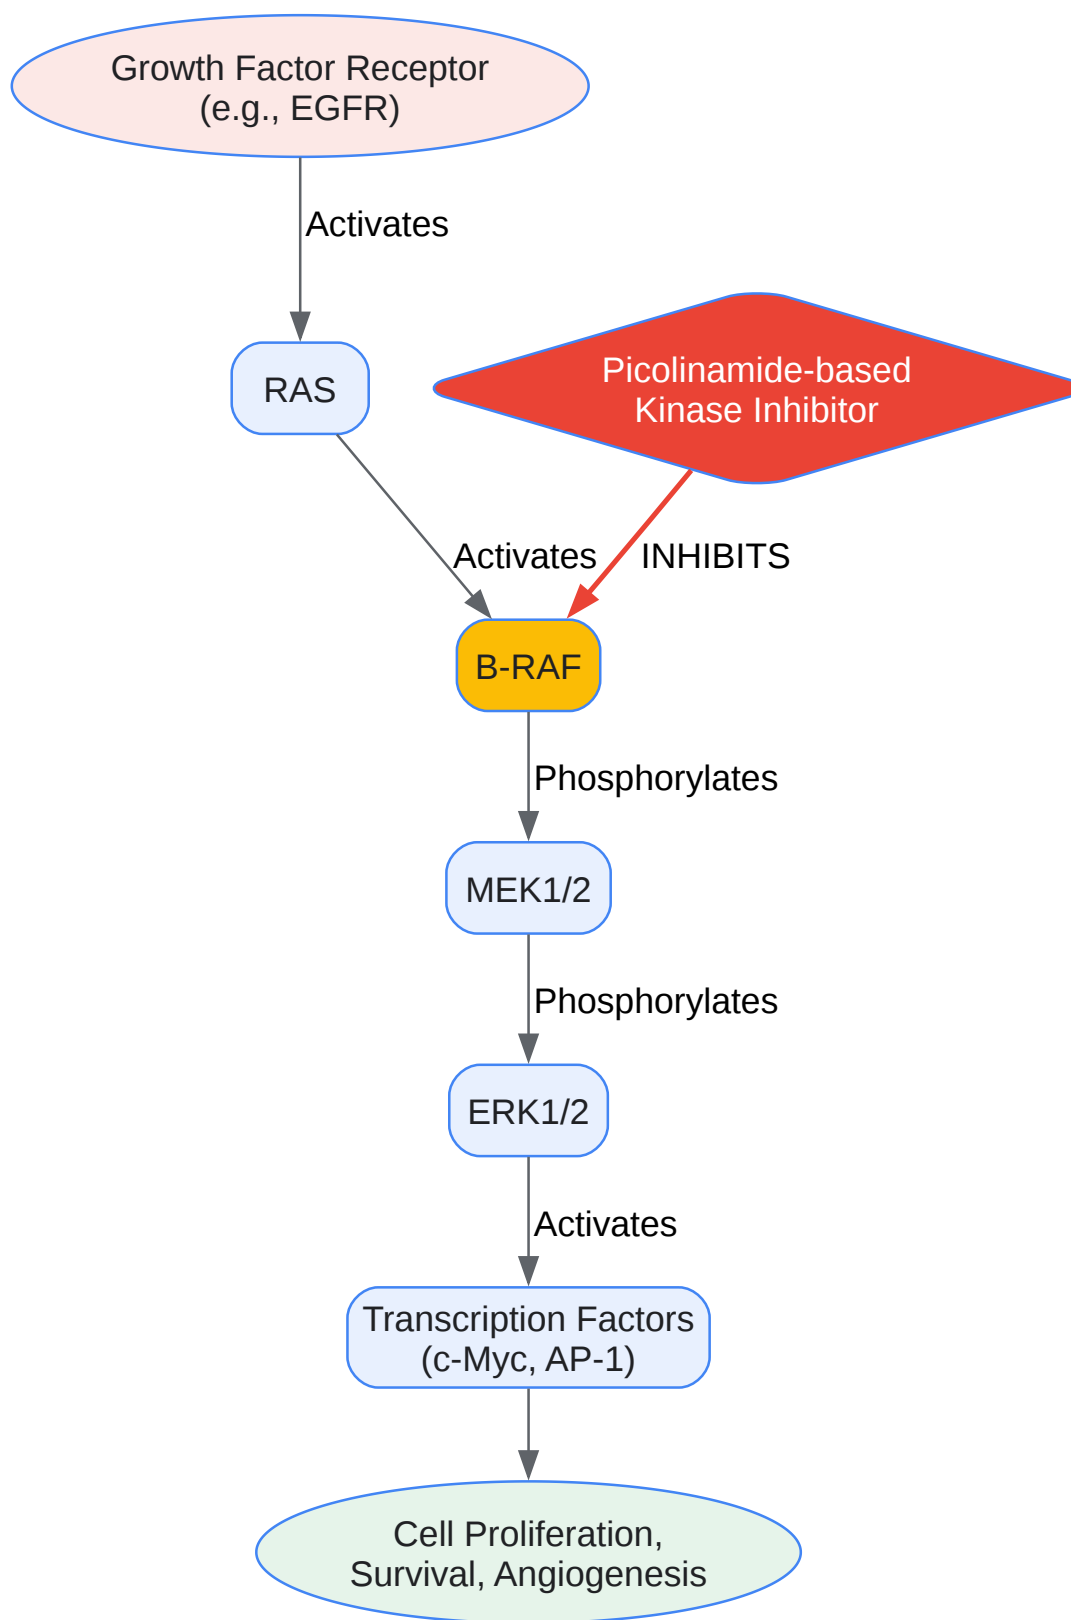 Growth Factor Receptor
(e.g., EGFR)
Activates
RAS
Picolinamide-based
Kinase Inhibitor
Activates
INHIBITS
B-RAF
Phosphorylates
MEK1/2
Phosphorylates
ERK1/2
Activates
Transcription Factors
(c-Myc, AP-1)
Cell Proliferation,
Survival, Angiogenesis